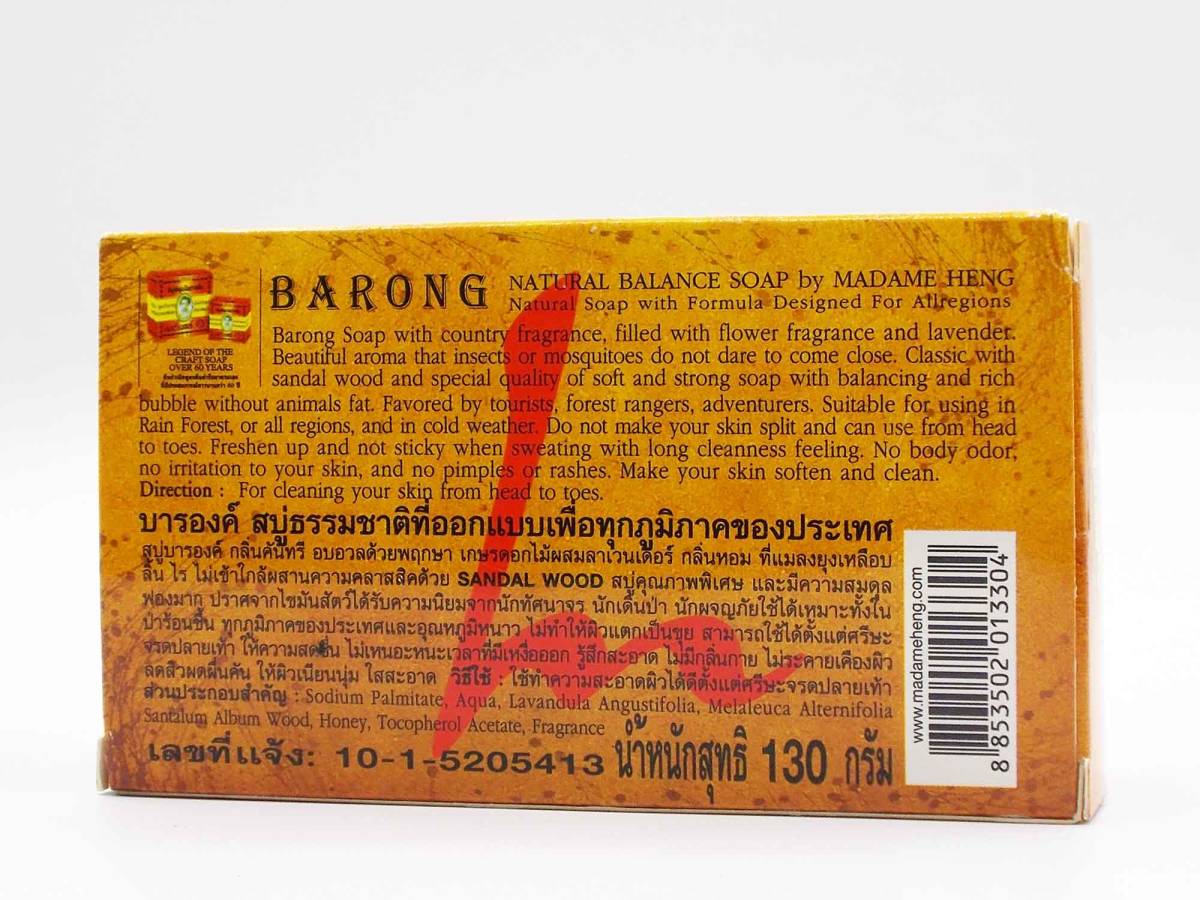 BARONG
NATURAL BALANCE SOAP by MADAME HENG
Natural Soap with Formula Designed For Allregions
LEGEND OF THE
CRAFT SOAP
OVER 60 YEARS
Barong Soap with country fragrance, filled with flower fragrance and lavender.
Beautiful aroma that insects or mosquitoes do not dare to come close. Classic with
sandal wood and special quality of soft and strong soap with balancing and rich
bubble without animals fat. Favored by tourists, forest rangers, adventurers. Suitable for using in
Rain Forest, or all regions, and in cold weather. Do not make your skin split and can use from head
to toes. Freshen up and not sticky when sweating with long cleanness feeling. No body odor,
no irritation to your skin, and no pimples or rashes. Make your skin soften and clean.
Direction : For cleaning your skin from head to toes.
บารองค์ สบู่ธรรมชาติที่ออกแบบเพื่อทุกภูมิภาคของประเทศ
สบู่บารองค์ กลิ่นคันทรี อบอวลด้วยพฤกษา เกษรดอกไม้ผสมลาเวนเดอร์ กลิ่นหอม ที่แมลงยุงเหลือบ
ลิ้น ไร ไม่เข้าใกล้ผสานความคลาสสิคด้วย SANDAL WOOD สบู่คุณภาพพิเศษ และมีความสมดุล
ฟองมาก ปราศจากไขมันสัตว์ได้รับความนิยมจากนักทัศนาจร นักเดินป่า นักผจญภัยใช้ได้เหมาะทั้งใน
ป่าร้อนชื้น ทุกภูมิภาคของประเทศและอุณหภูมิหนาว ไม่ทำให้ผิวแตกเป็นขุย สามารถใช้ได้ตั้งแต่ศรีษะ
จรดปลายเท้า ให้ความสดชื่น ไม่เหนอะหนะเวลาที่มีเหงื่อออก รู้สึกสะอาด ไม่มีกลิ่นกาย ไม่ระคายเคืองผิว
ลดสิวผดผื่นคัน ให้ผิวเนียนนุ่ม ใสสะอาด วิธีใช้ : ใช้ทำความสะอาดผิวได้ดีตั้งแต่ศรีษะจรดปลายเท้า
ส่วนประกอบสำคัญ : Sodium Palmitate, Aqua, Lavandula Angustifolia, Melaleuca Alternifolia
Santalum Album Wood, Honey, Tocopherol Acetate, Fragrance
เลขที่แจ้ง: 10-1-5205413 น้ำหนักสุทธิ 130 กรัม
www.madameheng.com
8 853502 013304